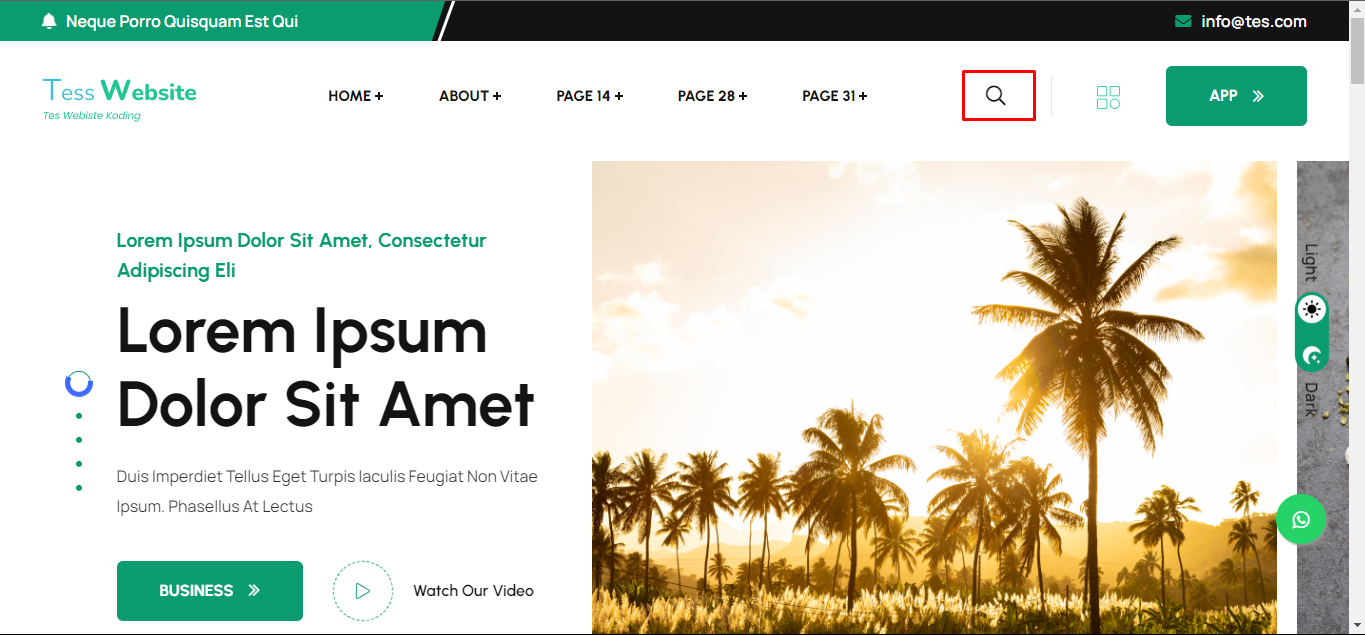 Neque Porro Quisquam Est Qui
info@tes.com
Tess Website
Tes Webiste Koding
HOME +
ABOUT +
PAGE 14 +
PAGE 28 +
PAGE 31 +
APP
Lorem Ipsum Dolor Sit Amet, Consectetur
Adipiscing Eli
Lorem Ipsum
Dolor Sit Amet
Duis Imperdiet Tellus Eget Turpis Iaculis Feugiat Non Vitae
Ipsum. Phasellus At Lectus
BUSINESS
Watch Our Video
Light
Dark